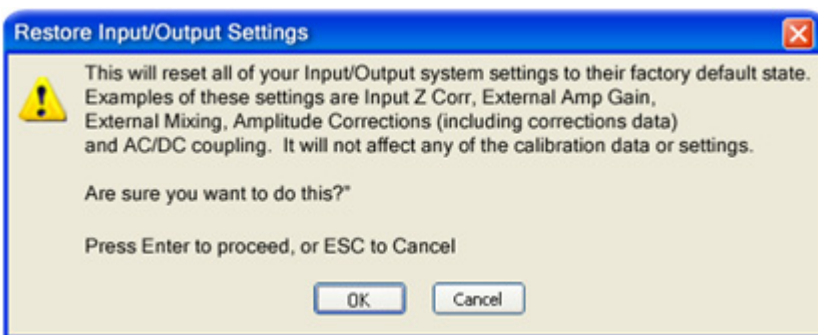 Restore Input/Output Settings
This will reset all of your Input/Output system settings to their factory default state.
Examples of these settings are Input Z Corr, External Amp Gain,
External Mixing, Amplitude Corrections (including corrections data)
and AC/DC coupling.  It will not affect any of the calibration data or settings.
Are sure you want to do this?"
Press Enter to proceed, or ESC to Cancel
OK
Cancel